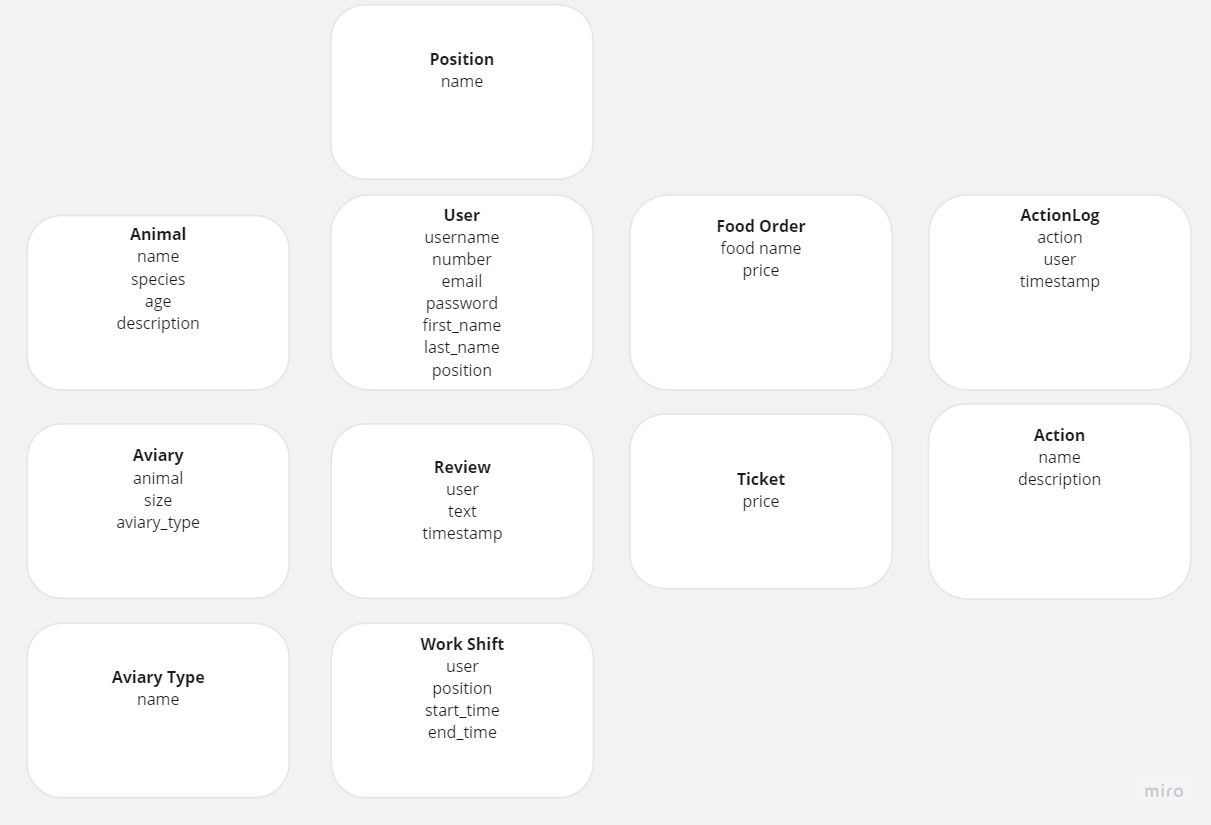 Position
name
Animal
name
species
age
description
User
username
number
email
password
first_name
last_name
position
Food Order
food name
price
ActionLog
action
user
timestamp
Aviary
animal
size
aviary_type
Review
user
text
timestamp
Ticket
price
Action
name
description
Aviary Type
name
Work Shift
user
position
start_time
end_time
miro